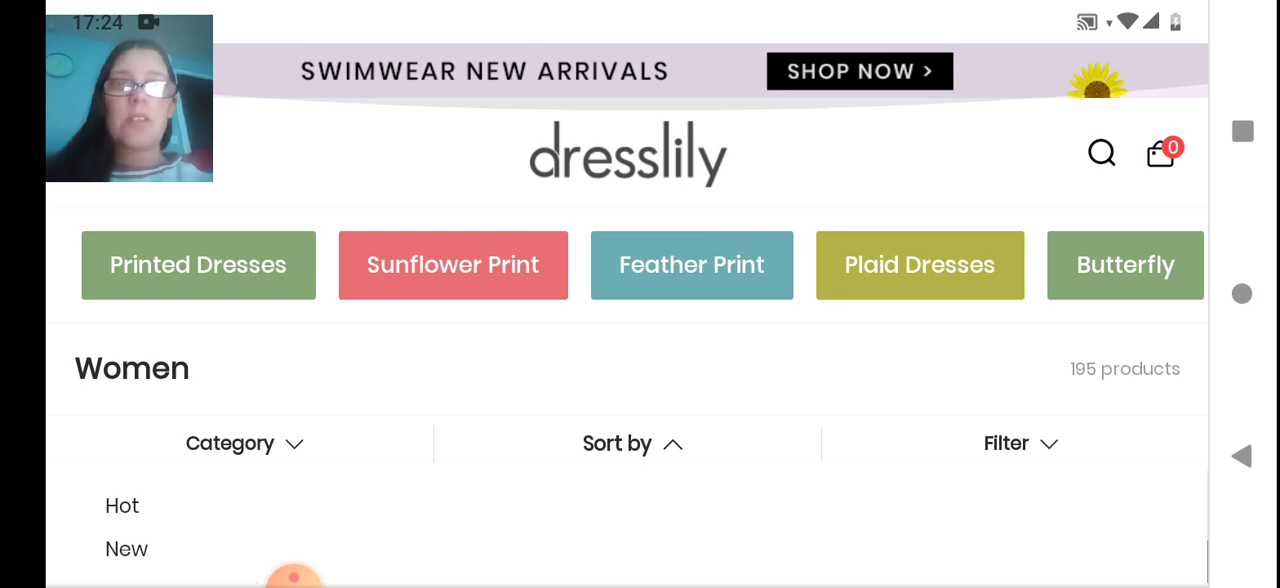 17:24
SWIMWEAR NEW ARRIVALS
SHOP NOW >
dresslily
0
Printed Dresses
Sunflower Print
Feather Print
Plaid Dresses
Butterfly
Women
195 products
Category
Sort by
Filter
Hot
New